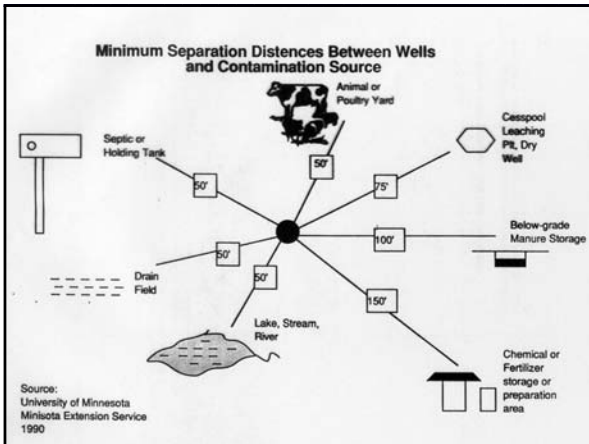 Minimum Separation Distences Between Wells
and Contamination Source
Animal or
Poultry Yard
Septic or
Holding Tank
Cesspool
Leaching
Pit, Dry
Well
50'
50'
75'
Below-grade
Manure Storage
100'
50'
50'
Drain
Field
150'
Lake, Stream,
River
Chemical or
Fertilizer
storage or
preparation
area
Source:
University of Minnesota
Minisota Extension Service
1990